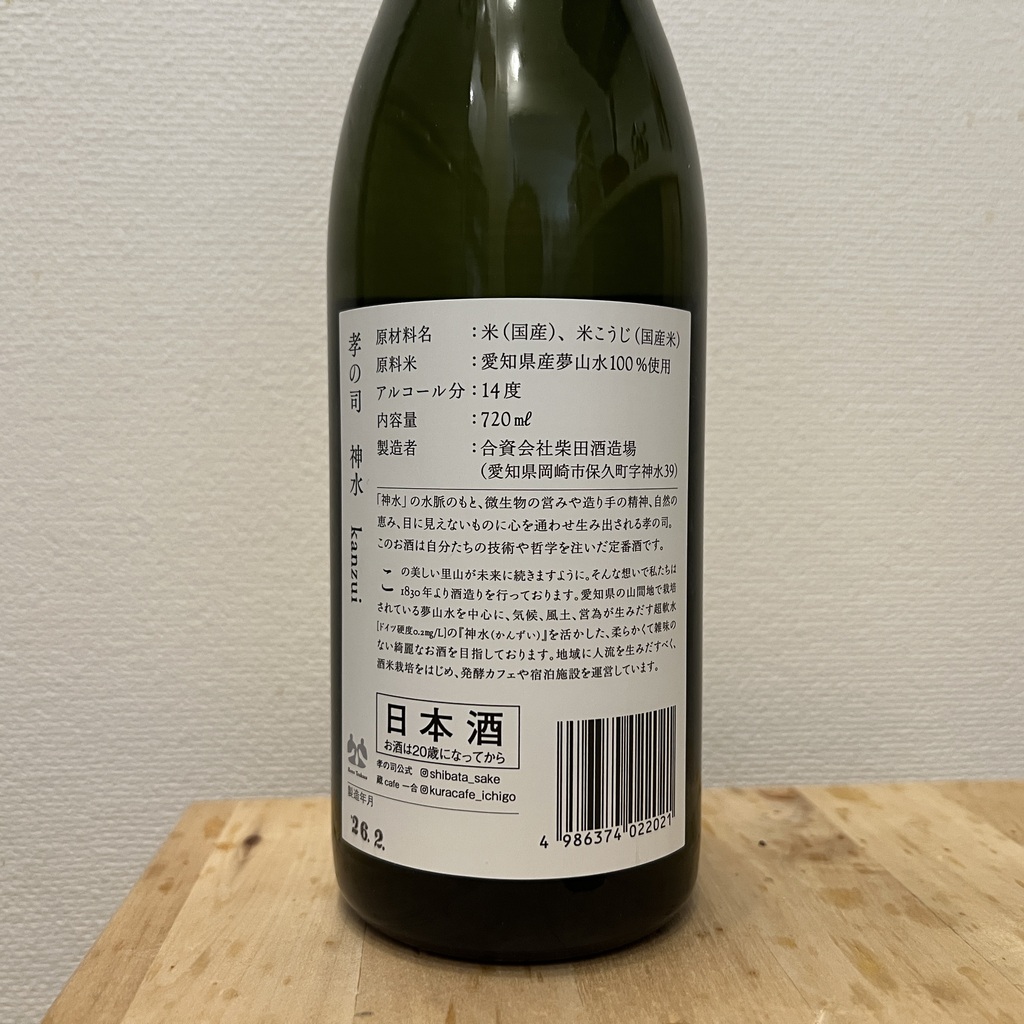 孝の司 神水 kanzui
原材料名 :米(国産)、米こうじ(国産米)
原料米 :愛知県産夢山水100%使用
アルコール分:14度
内容量 :720㎖
製造者 :合資会社柴田酒造場
(愛知県岡崎市保久町字神水39)
「神水」の水脈のもと、微生物の営みや造り手の精神、自然の
恵み、目に見えないものに心を通わせ生み出される孝の司。
このお酒は自分たちの技術や哲学を注いだ定番酒です。
この美しい里山が未来に続きますように。そんな想いで私たちは
1830年より酒造りを行っております。愛知県の山間地で栽培
されている夢山水を中心に、気候、風土、営為が生みだす超軟水
[ドイツ硬度0.2mg/L]の『神水(かんずい)』を活かした、柔らかくて雑味の
ない綺麗なお酒を目指しております。地域に人流を生みだすべく、
酒米栽培をはじめ、発酵カフェや宿泊施設を運営しています。
日本酒
お酒は20歳になってから
孝の司公式 @shibata_sake
蔵cafe 一合 @kuracafe_ichigo
製造年月
'26.2.
4 986374 022021